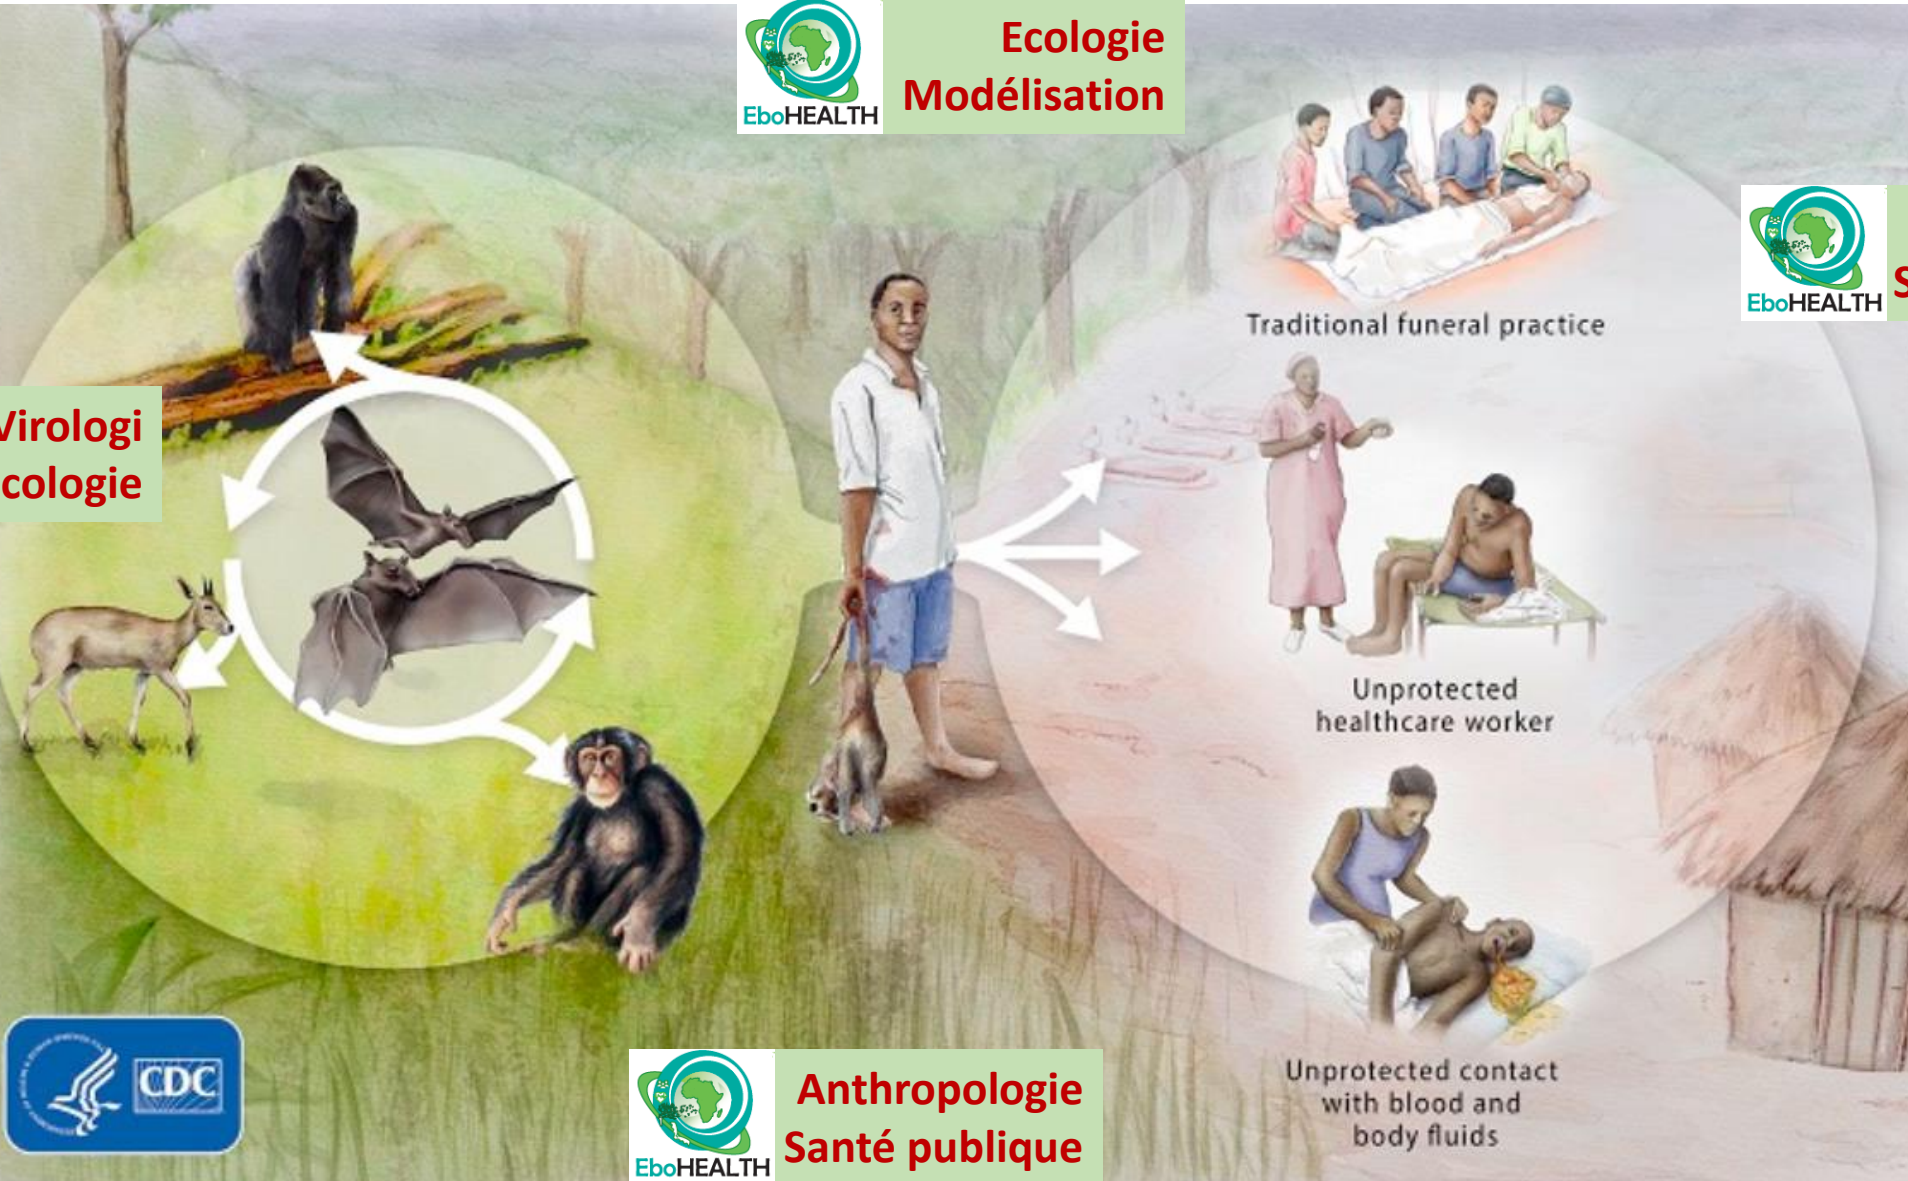 Ecologie
Modélisation
EboHEALTH
EboHEALTH
S
Traditional funeral practice
Virologi
cologie
Unprotected
healthcare worker
Unprotected contact
with blood and
body fluids
CDC
Anthropologie
Santé publique
EboHEALTH